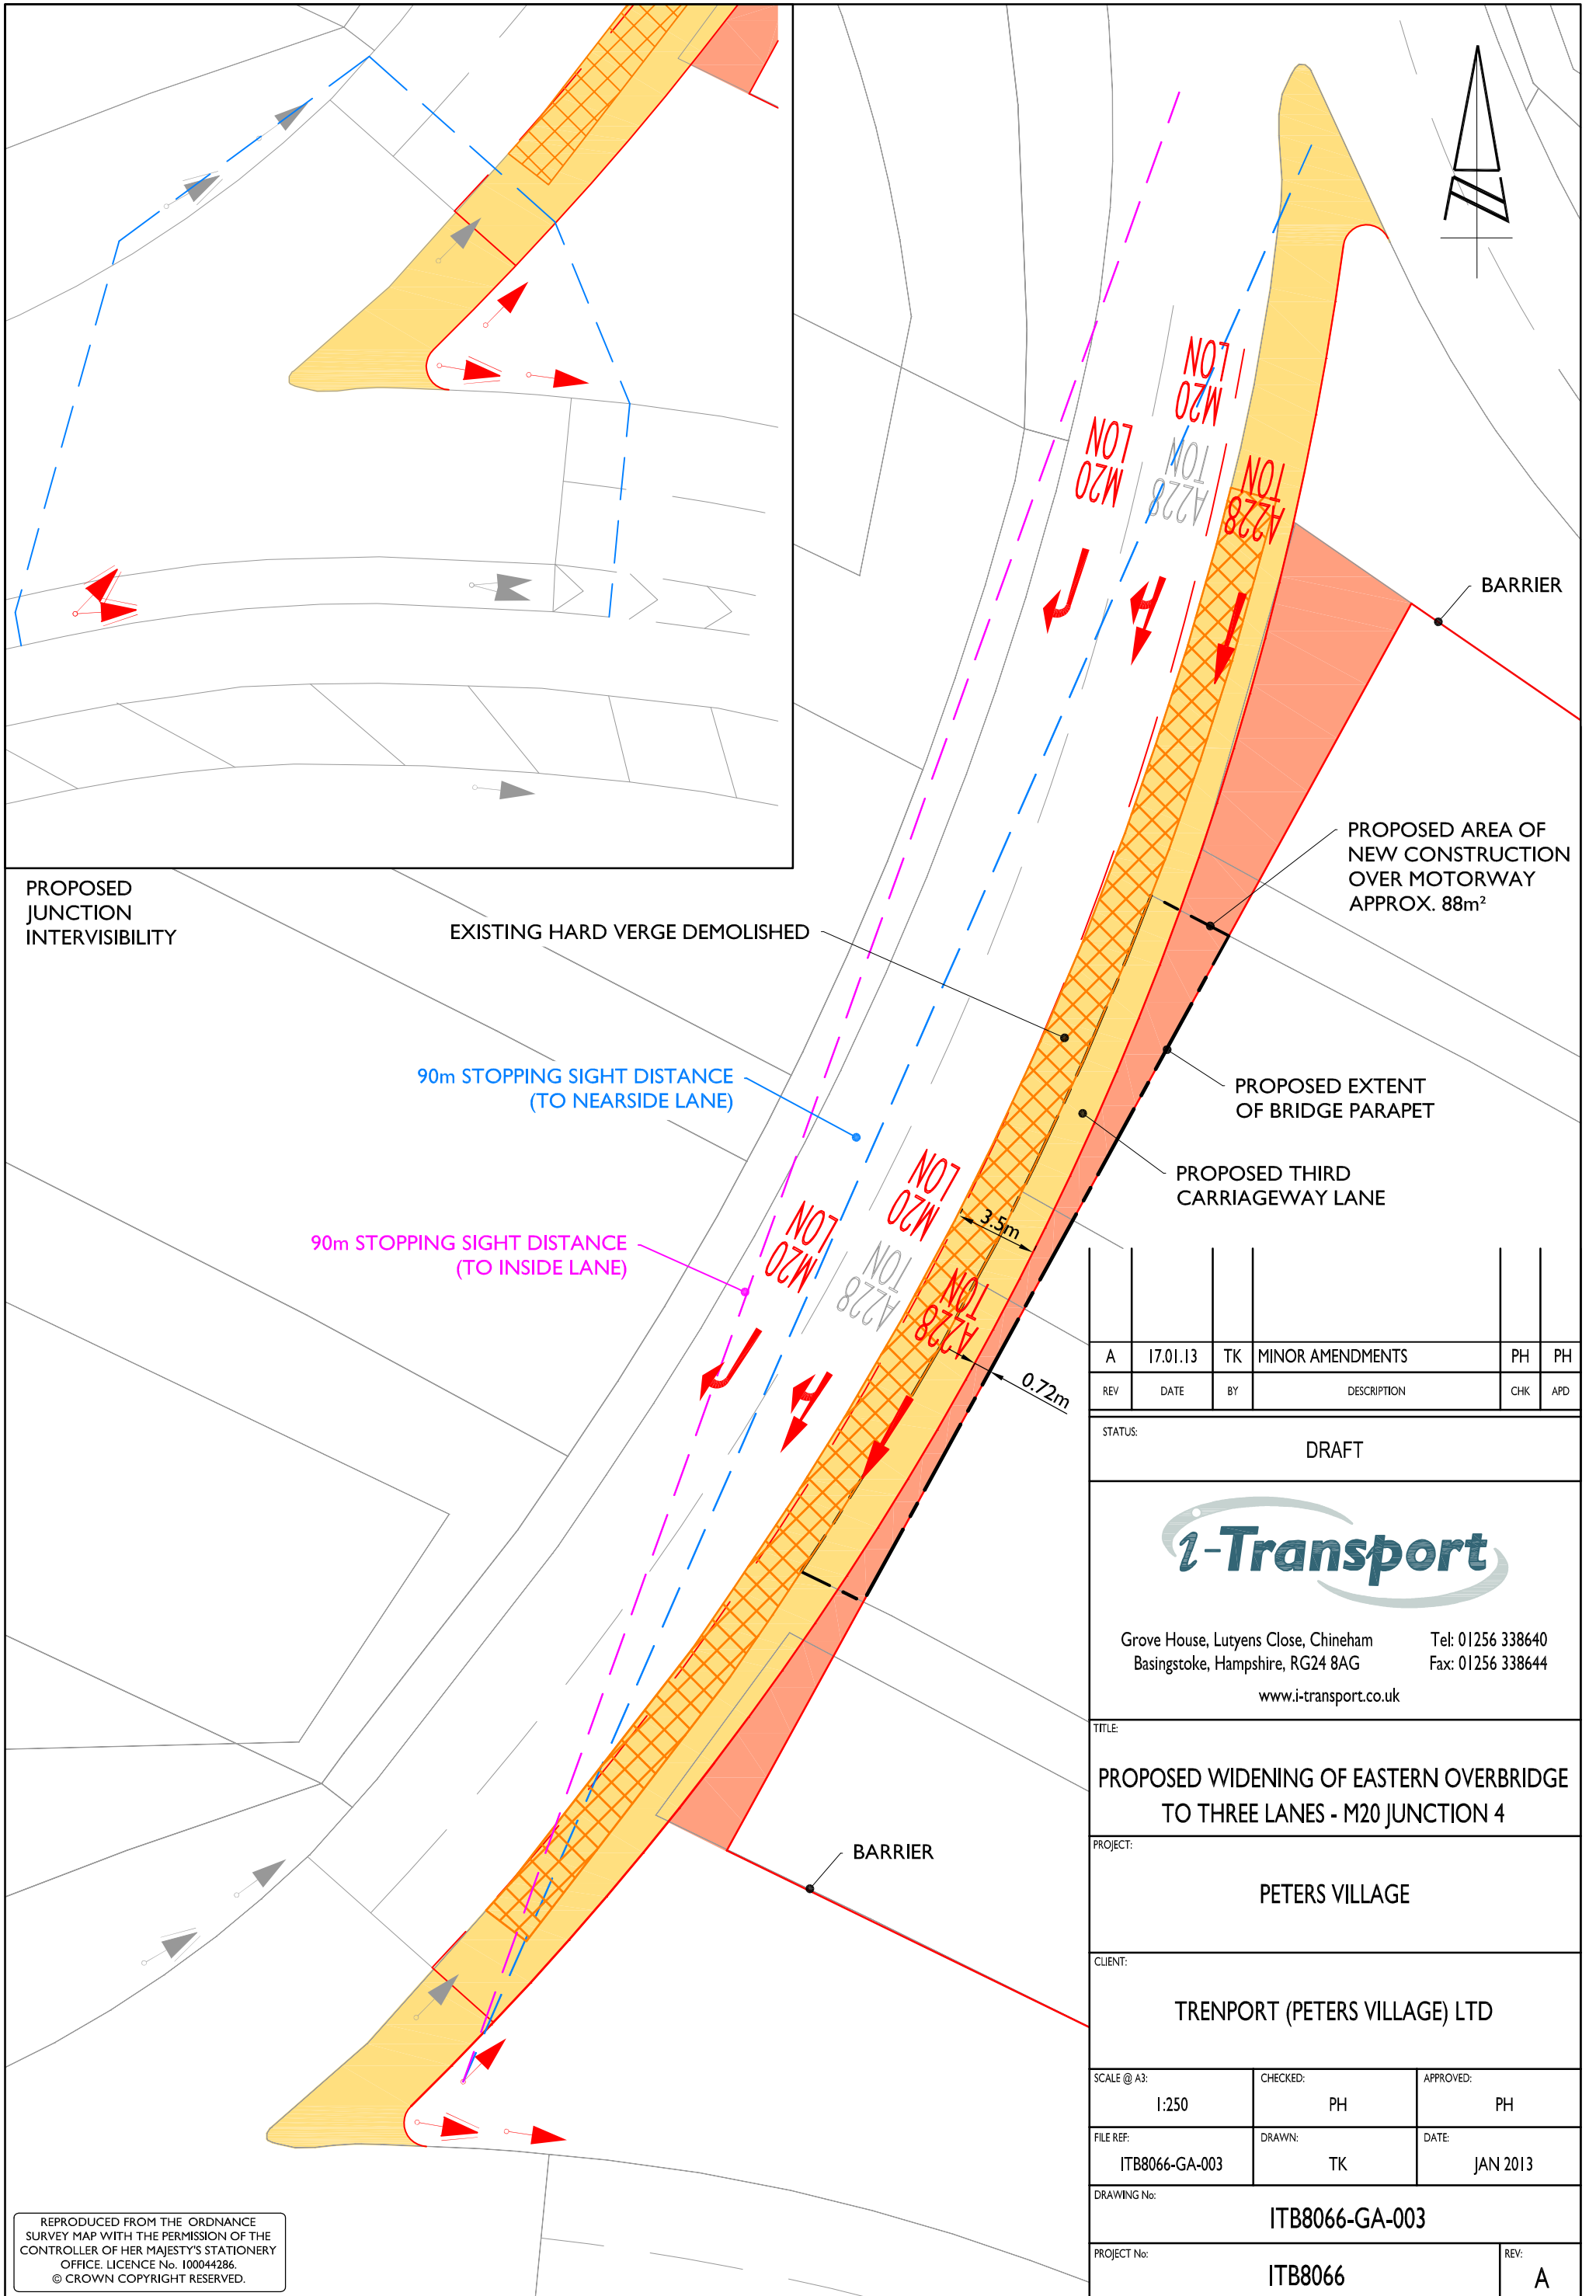 PROPOSED
JUNCTION
INTERVISIBILITY
EXISTING HARD VERGE DEMOLISHED
90m STOPPING SIGHT DISTANCE
(TO NEARSIDE LANE)
90m STOPPING SIGHT DISTANCE
(TO INSIDE LANE)
M20
LON
M20
LON
A228
TON
A228
TON
BARRIER
PROPOSED AREA OF
NEW CONSTRUCTION
OVER MOTORWAY
APPROX. 88m²
PROPOSED EXTENT
OF BRIDGE PARAPET
PROPOSED THIRD
CARRIAGEWAY LANE
M20
LON
M20
LON
A228
TON
A228
TON
3.5m
0.72m
BARRIER
A 17.01.13 TK MINOR AMENDMENTS PH PH
REV DATE BY DESCRIPTION CHK APD
STATUS:
DRAFT
i-Transport
Grove House, Lutyens Close, Chineham Tel: 01256 338640
Basingstoke, Hampshire, RG24 8AG Fax: 01256 338644
www.i-transport.co.uk
TITLE:
PROPOSED WIDENING OF EASTERN OVERBRIDGE
TO THREE LANES - M20 JUNCTION 4
PROJECT:
PETERS VILLAGE
CLIENT:
TRENPORT (PETERS VILLAGE) LTD
SCALE @ A3: CHECKED: APPROVED:
1:250 PH PH
FILE REF: DRAWN: DATE:
ITB8066-GA-003 TK JAN 2013
DRAWING No:
ITB8066-GA-003
PROJECT No: REV:
ITB8066 A
REPRODUCED FROM THE ORDNANCE
SURVEY MAP WITH THE PERMISSION OF THE
CONTROLLER OF HER MAJESTY'S STATIONERY
OFFICE. LICENCE No. 100044286.
© CROWN COPYRIGHT RESERVED.
N